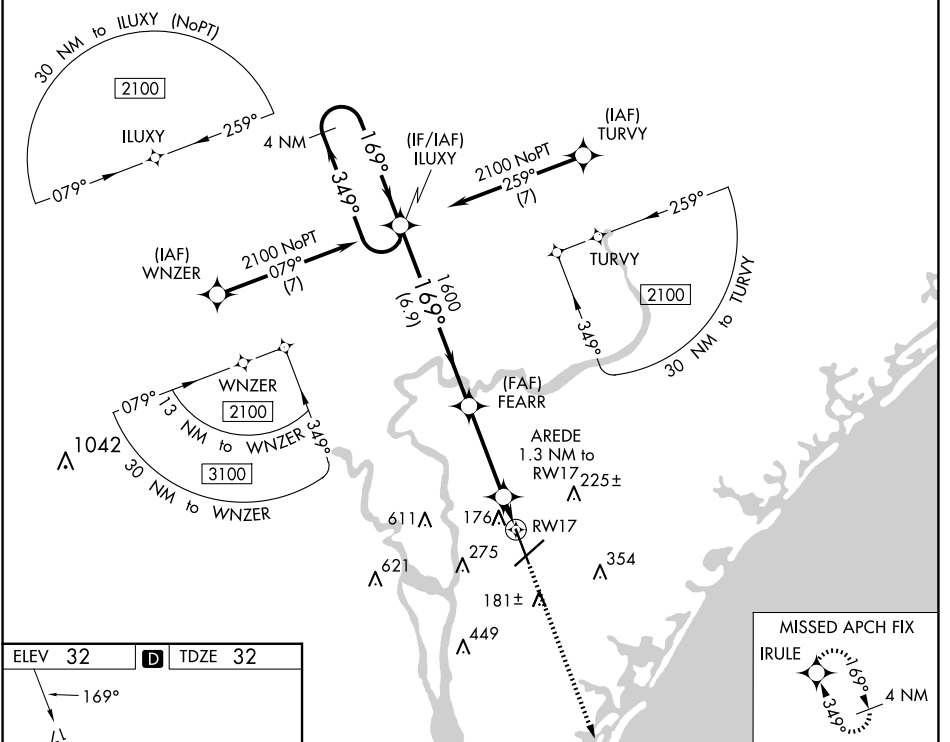 30 NM to ILUXY (NoPT)
2100
ILUXY
259°
079°
4 NM
169°
349°
(IF/IAF)
ILUXY
(IAF)
TURVY
2100 NoPT
259°
(7)
(IAF)
WNZER
2100 NoPT
079°
(7)
1600
169°
(6.9)
259°
TURVY
2100
349°
30 NM to TURVY
079°
WNZER
2100
13 NM to WNZER
349°
3100
30 NM to WNZER
1042
(FAF)
FEARR
AREDE
1.3 NM to
RW17
225±
611
176
RW17
275
621
354
181±
449
ELEV 32
D
TDZE 32
169°
17
MISSED APCH FIX
IRULE
169°
349°
4 NM